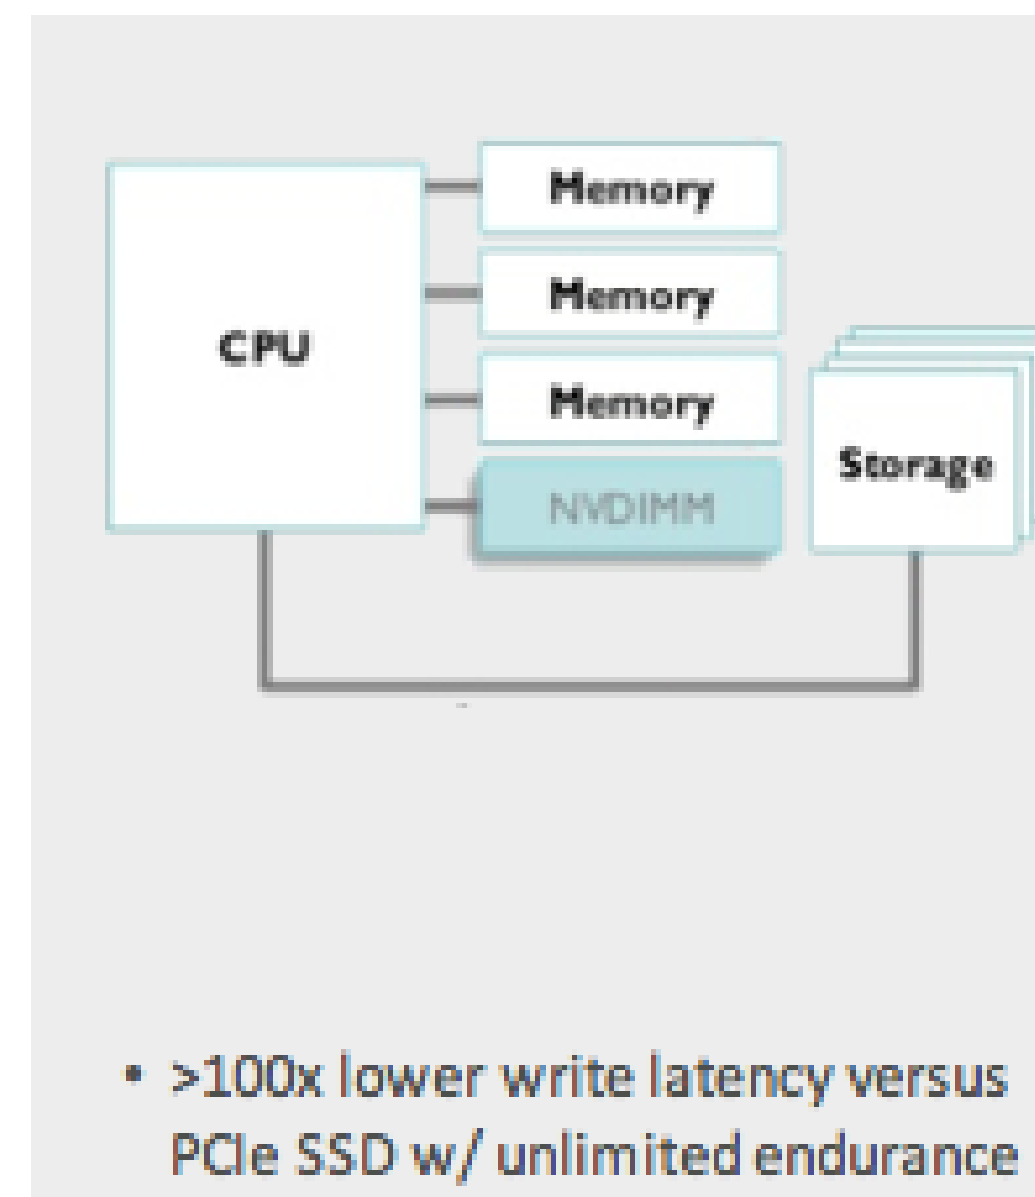 Memory
Memory
CPU
Memory
Storage
NVDIMM
• >100x lower write latency versus
PCIe SSD w/ unlimited endurance